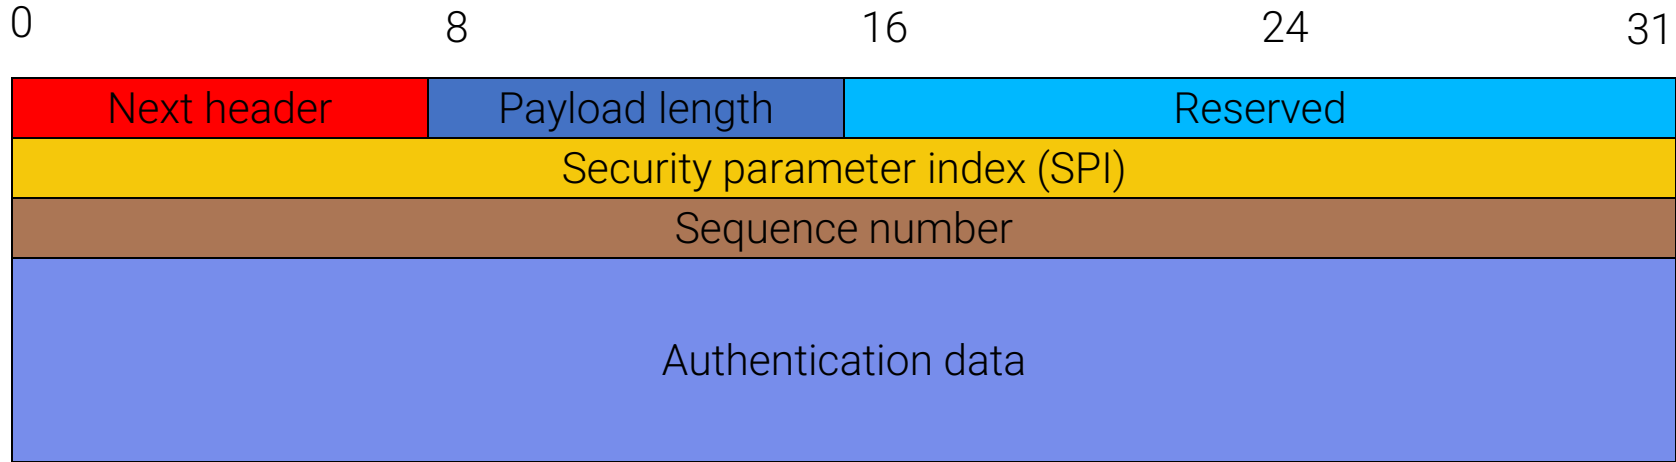 0 8 16 24 31
Next header Payload length Reserved
Security parameter index (SPI)
Sequence number
Authentication data